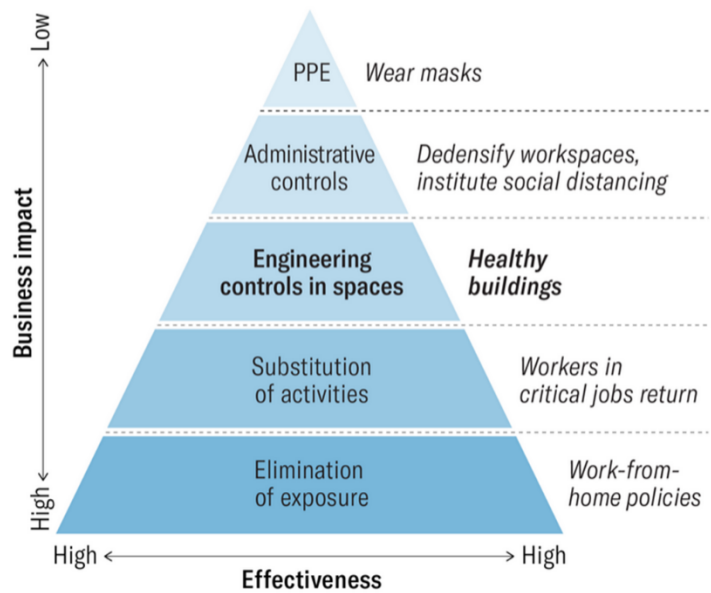 Low
PPE
Wear masks
Administrative
controls
Dedensify workspaces,
institute social distancing
Business impact
Engineering
controls in spaces
Healthy
buildings
Substitution
of activities
Workers in
critical jobs return
Elimination
of exposure
Work-from-
home policies
High
High
High
Effectiveness